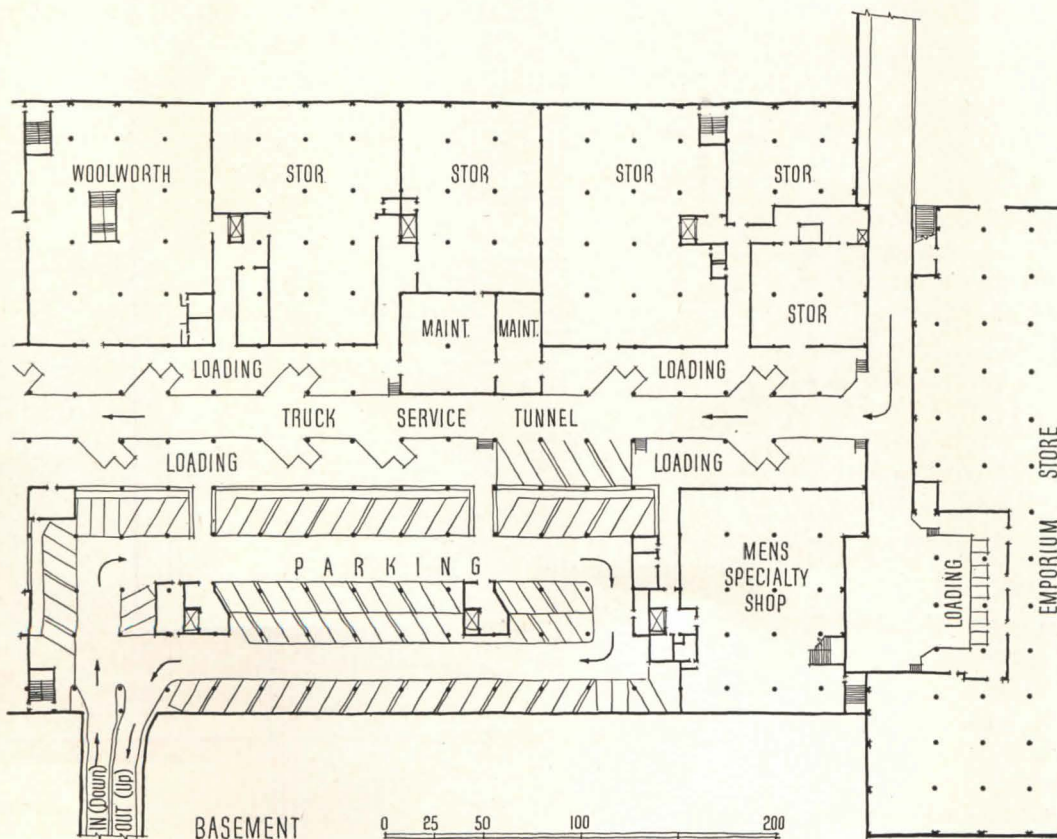 WOOLWORTH
STOR.
STOR.
STOR
STOR.
MAINT.
MAINT.
STOR
LOADING
LOADING
TRUCK SERVICE TUNNEL
LOADING
LOADING
PARKING
MENS
SPECIALTY
SHOP
LOADING
EMPORIUM STORE
IN (Down)
OUT (Up)
BASEMENT
0 25 50 100 200